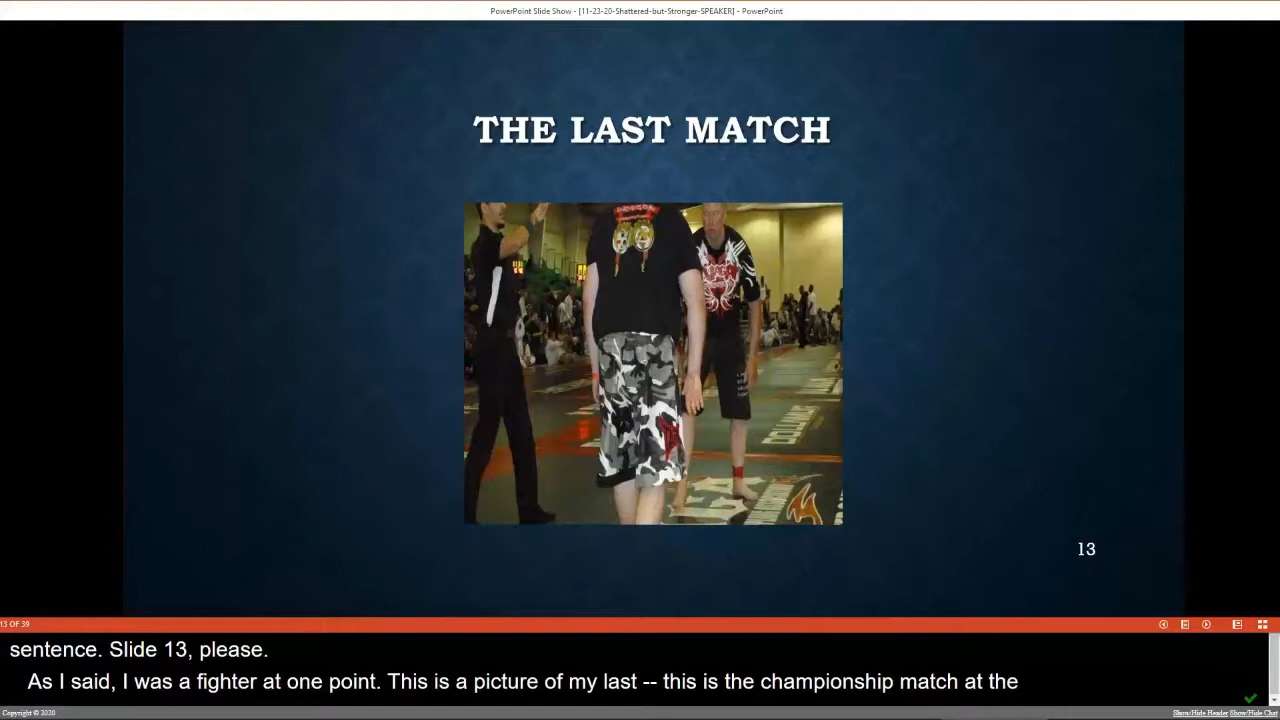 PowerPoint Slide Show - [11-23-20-Shattered-but-Stronger-SPEAKER] - PowerPoint
THE LAST MATCH
13
13 OF 39
sentence. Slide 13, please.
As I said, I was a fighter at one point. This is a picture of my last -- this is the championship match at the
Copyright © 2020
Show/Hide Header Show/Hide Chat